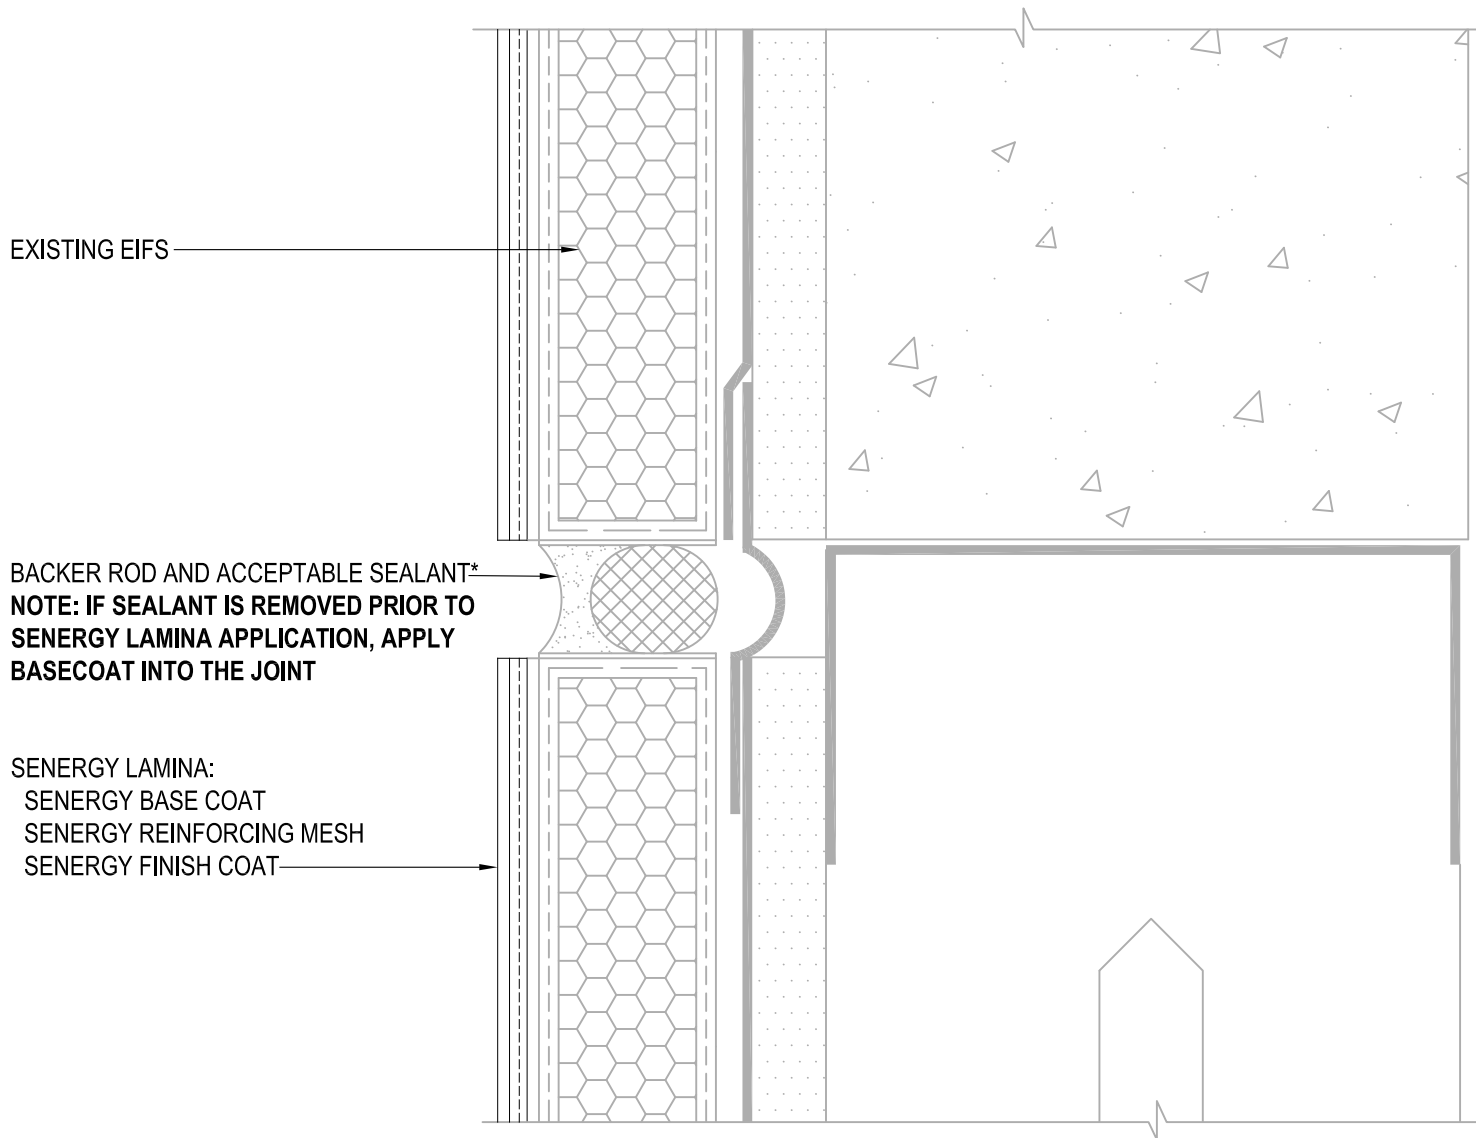 EXISTING EIFS
BACKER ROD AND ACCEPTABLE SEALANT*
NOTE: IF SEALANT IS REMOVED PRIOR TO
SENERGY LAMINA APPLICATION, APPLY
BASECOAT INTO THE JOINT
SENERGY LAMINA:
SENERGY BASE COAT
SENERGY REINFORCING MESH
SENERGY FINISH COAT